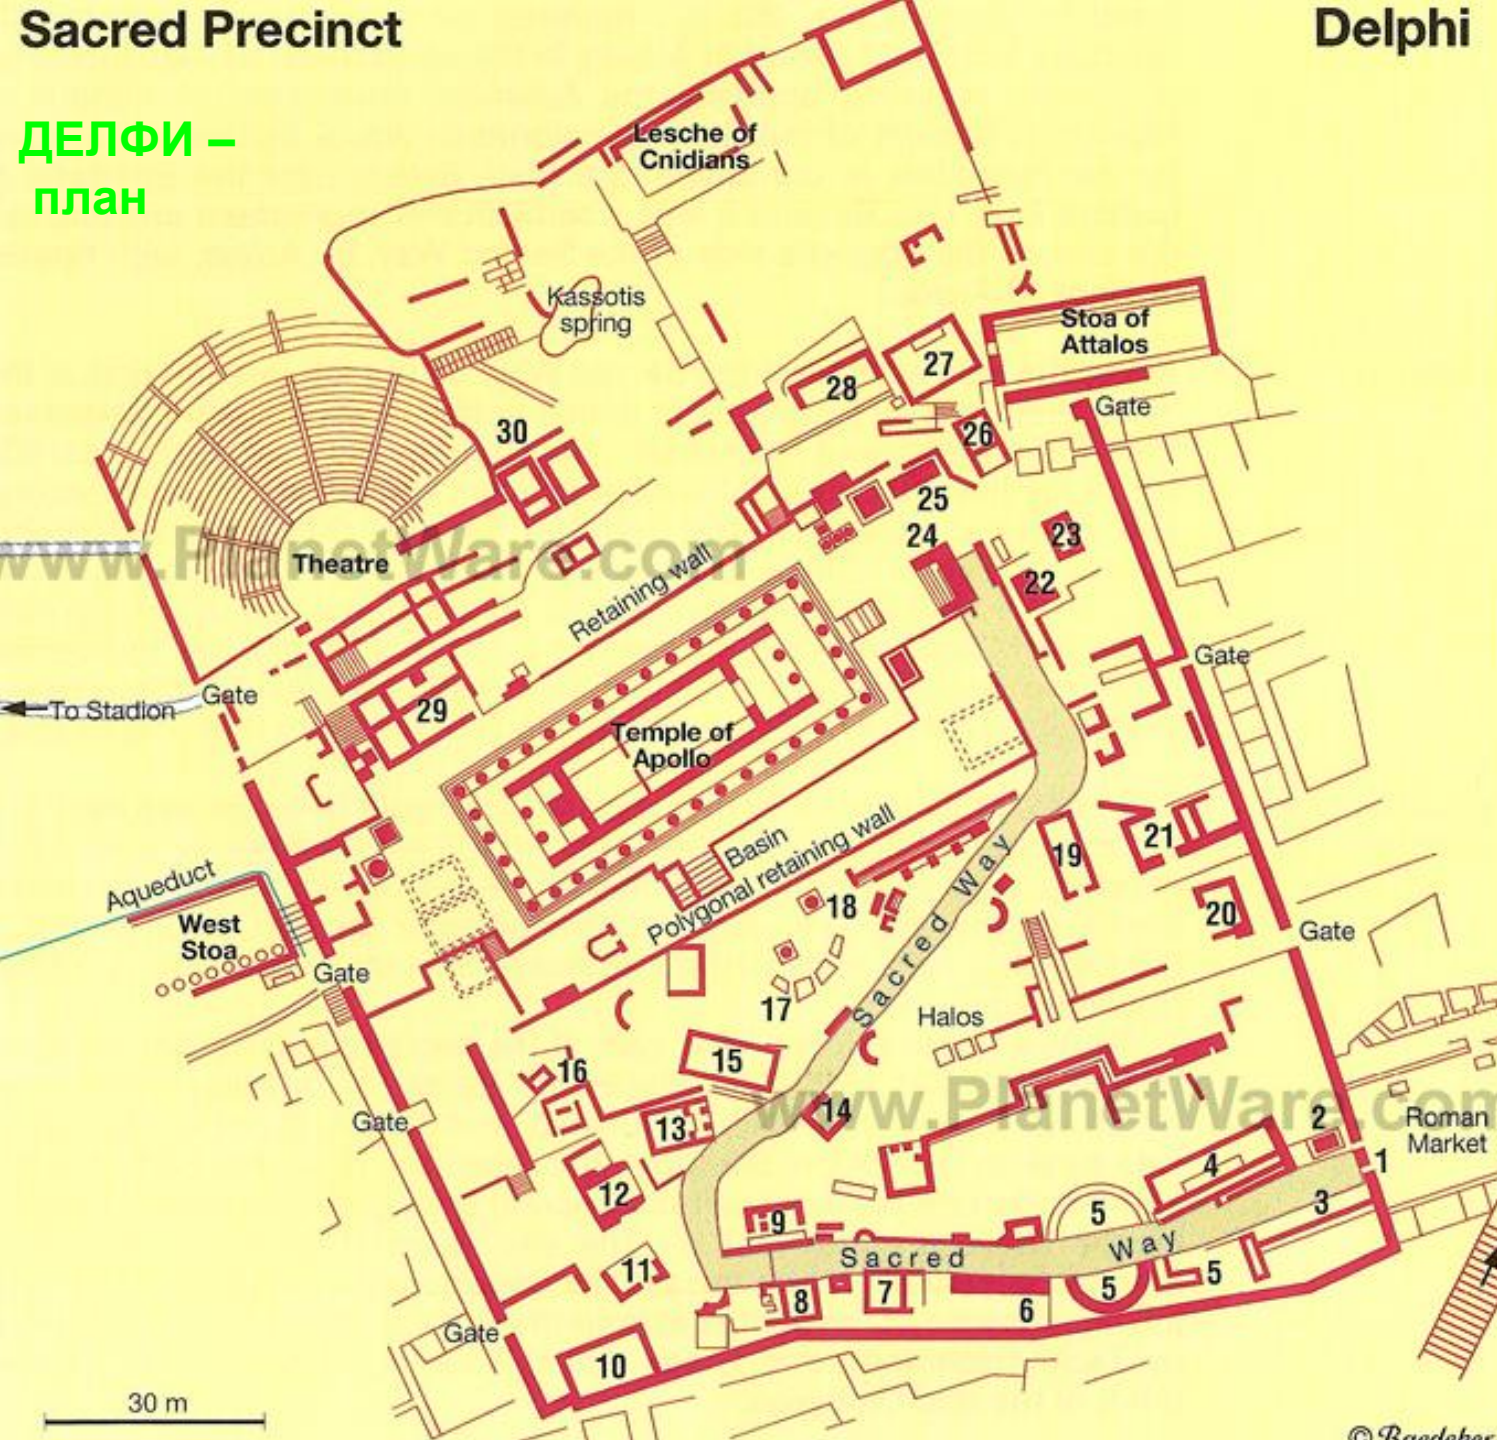 Sacred Precinct
Delphi
ДЕЛФИ –
план
Lesche of
Cnidians
Kassotis
spring
Stoa of
Attalos
27
28
Gate
26
30
25
24
23
www.PlanetWare.com
Theatre
22
Retaining wall
Gate
Gate
To Stadion
29
Temple of
Apollo
Basin
Polygonal retaining wall
21
19
Aqueduct
18
20
West
Stoa
Gate
Gate
Sacred Way
17
Halos
15
16
14
www.PlanetWare.com
Gate
13
2
Roman
Market
1
4
12
3
5
9
Sacred Way
11
5
5
8
7
6
Gate
10
30 m
© Baedeker